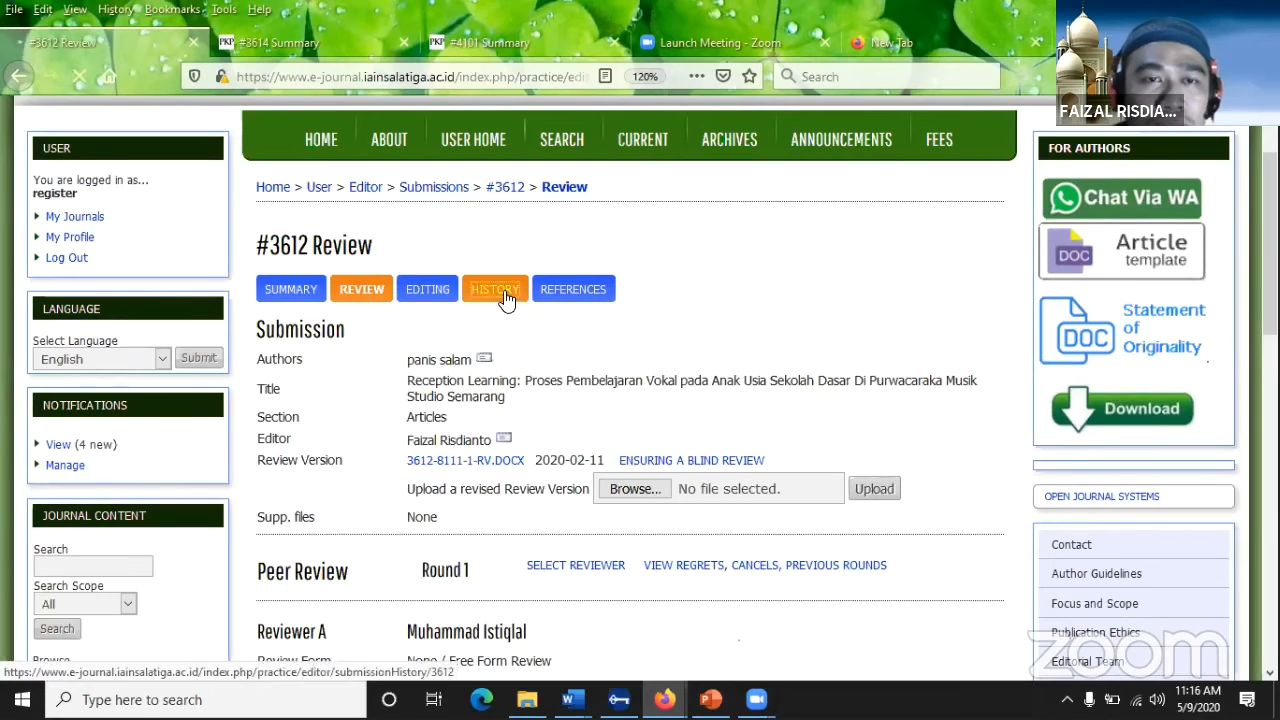 File Edit View History Bookmarks Tools Help
#3612 Review
PKP #3614 Summary
PKP #4101 Summary
Launch Meeting - Zoom
New Tab
https://www.e-journal.iainsalatiga.ac.id/index.php/practice/edi
120%
Search
FAIZAL RISDIA...
HOME ABOUT USER HOME SEARCH CURRENT ARCHIVES ANNOUNCEMENTS FEES
USER
You are logged in as...
register
My Journals
My Profile
Log Out
LANGUAGE
Select Language
English Submit
NOTIFICATIONS
View (4 new)
Manage
JOURNAL CONTENT
Search
Search Scope
All
Search
Browse
Home > User > Editor > Submissions > #3612 > Review
#3612 Review
SUMMARY REVIEW EDITING HISTORY REFERENCES
Submission
Authors panis salam
Title Reception Learning: Proses Pembelajaran Vokal pada Anak Usia Sekolah Dasar Di Purwacaraka Musik
Studio Semarang
Section Articles
Editor Faizal Risdianto
Review Version 3612-8111-1-RV.DOCX 2020-02-11 ENSURING A BLIND REVIEW
Upload a revised Review Version Browse... No file selected. Upload
Supp. files None
Peer Review Round 1 SELECT REVIEWER VIEW REGRETS, CANCELS, PREVIOUS ROUNDS
Reviewer A Muhammad Istiqlal
Review Form None / Free Form Review
FOR AUTHORS
Chat Via WA
DOC Article
template
DOC Statement
of
Originality
Download
OPEN JOURNAL SYSTEMS
Contact
Author Guidelines
Focus and Scope
Publication Ethics
Editorial Team
zoom
https://www.e-journal.iainsalatiga.ac.id/index.php/practice/editor/submissionHistory/3612
Type here to search
11:16 AM
5/9/2020